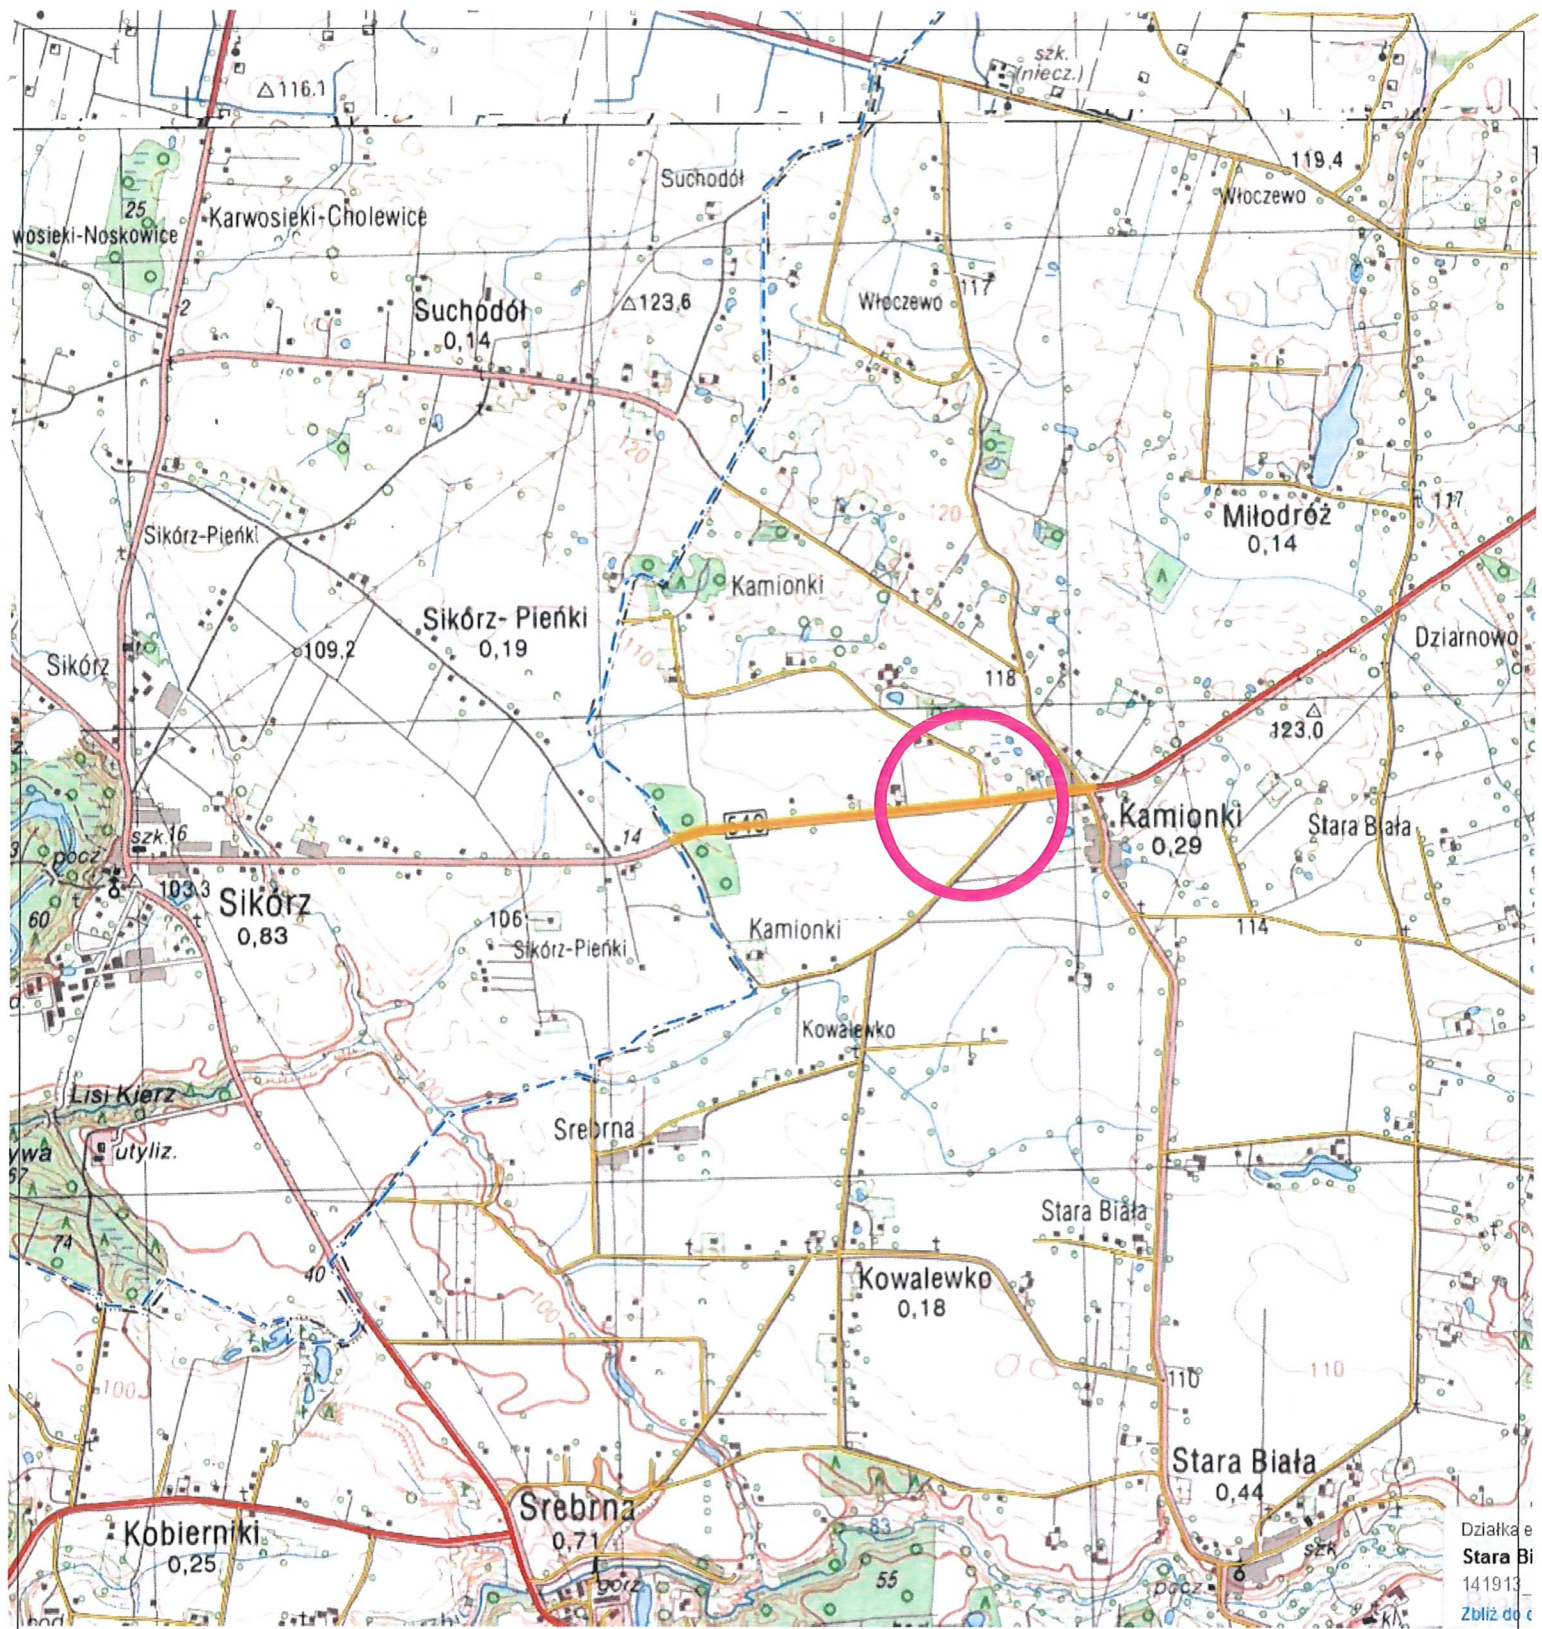 szk.
(niecz.)
116.1
119,4
Suchodół
Włoczewo
25
Karwosieki-Cholewice
wosieki-Noskowice
117
2
Suchodół
0,14
123,6
Włoczewo
120
117
120
Miłodróż
0,14
Sikórz-Pieńki
Kamionki
Sikórz-Pieńki
0,19
Dziarnowo
109,2
110
Sikórz
118
123.0
14
Kamionki
0,29
Stara Biała
szk.
16
pocz.
103.3
Sikórz
0,83
60
106
Sikórz-Pieńki
Kamionki
114
Kowalewko
100
Lisi Kierz
Srebrna
ywa
67
utyliz.
Stara Biała
74
40
Kowalewko
0,18
100
100
110
110
Stara Biała
0,44
Srebrna
0,71
83
Kobierniki
0,25
szk
55
gorz
pocz.
Działka e
Stara Bi
141913_
Zbliż do d